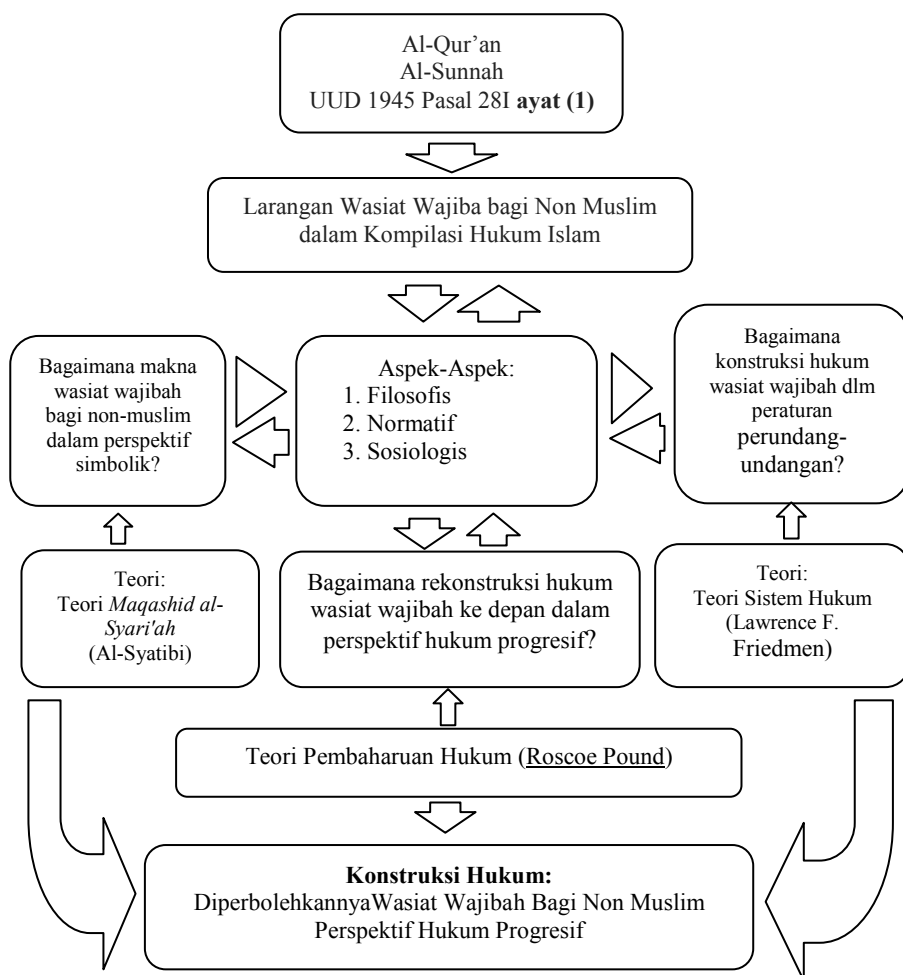 Al-Qur’an
Al-Sunnah
UUD 1945 Pasal 28I ayat (1)
Larangan Wasiat Wajiba bagi Non Muslim
dalam Kompilasi Hukum Islam
Bagaimana makna
wasiat wajibah
bagi non-muslim
dalam perspektif
simbolik?
Aspek-Aspek:
1. Filosofis
2. Normatif
3. Sosiologis
Bagaimana
konstruksi hukum
wasiat wajibah dlm
peraturan
perundang-
undangan?
Teori:
Teori Maqashid al-
Syari'ah
(Al-Syatibi)
Bagaimana rekonstruksi hukum
wasiat wajibah ke depan dalam
perspektif hukum progresif?
Teori:
Teori Sistem Hukum
(Lawrence F.
Friedmen)
Teori Pembaharuan Hukum (Roscoe Pound)
Konstruksi Hukum:
DiperbolehkannyaWasiat Wajibah Bagi Non Muslim
Perspektif Hukum Progresif